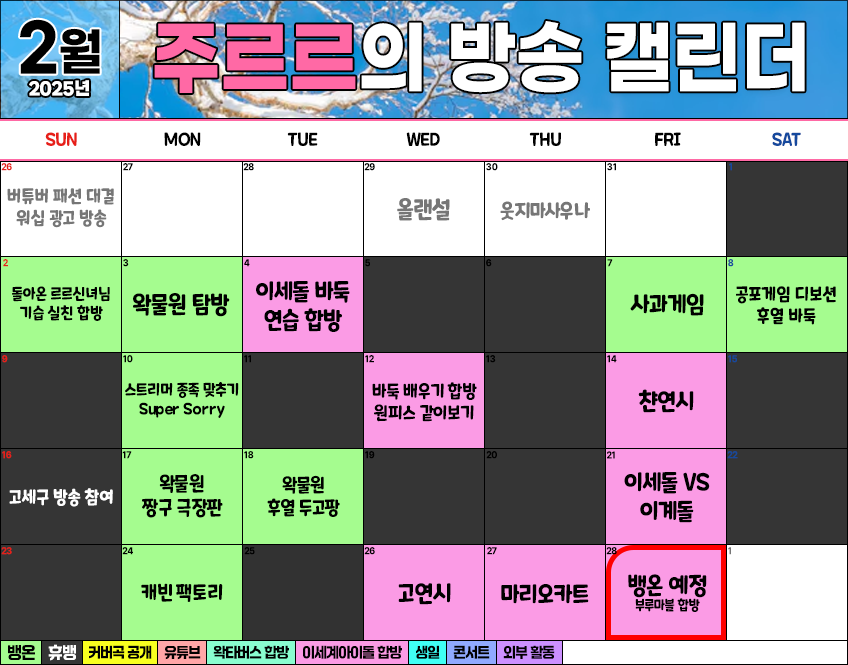 2월
2025년
주르르의 방송 캘린더
SUN MON TUE WED THU FRI SAT
26 27 28 29 30 31 1
버튜버 패션 대결
워십 광고 방송
올랜설
웃지마사우나
2 3 4 5 6 7 8
돌아온 르르신녀님
기습 실친 합방
왁물원 탐방
이세돌 바둑
연습 합방
사과게임
공포게임 디보션
후열 바둑
9 10 11 12 13 14 15
스트리머 종족 맞추기
Super Sorry
바둑 배우기 합방
원피스 같이보기
챤연시
16 17 18 19 20 21 22
고세구 방송 참여
왁물원
짱구 극장판
왁물원
후열 두고팡
이세돌 VS
이계돌
23 24 25 26 27 28 1
캐빈 팩토리
고연시
마리오카트
뱅온 예정
부루마블 합방
뱅온 휴뱅 커버곡 공개 유튜브 왁타버스 합방 이세계아이돌 합방 생일 콘서트 외부 활동